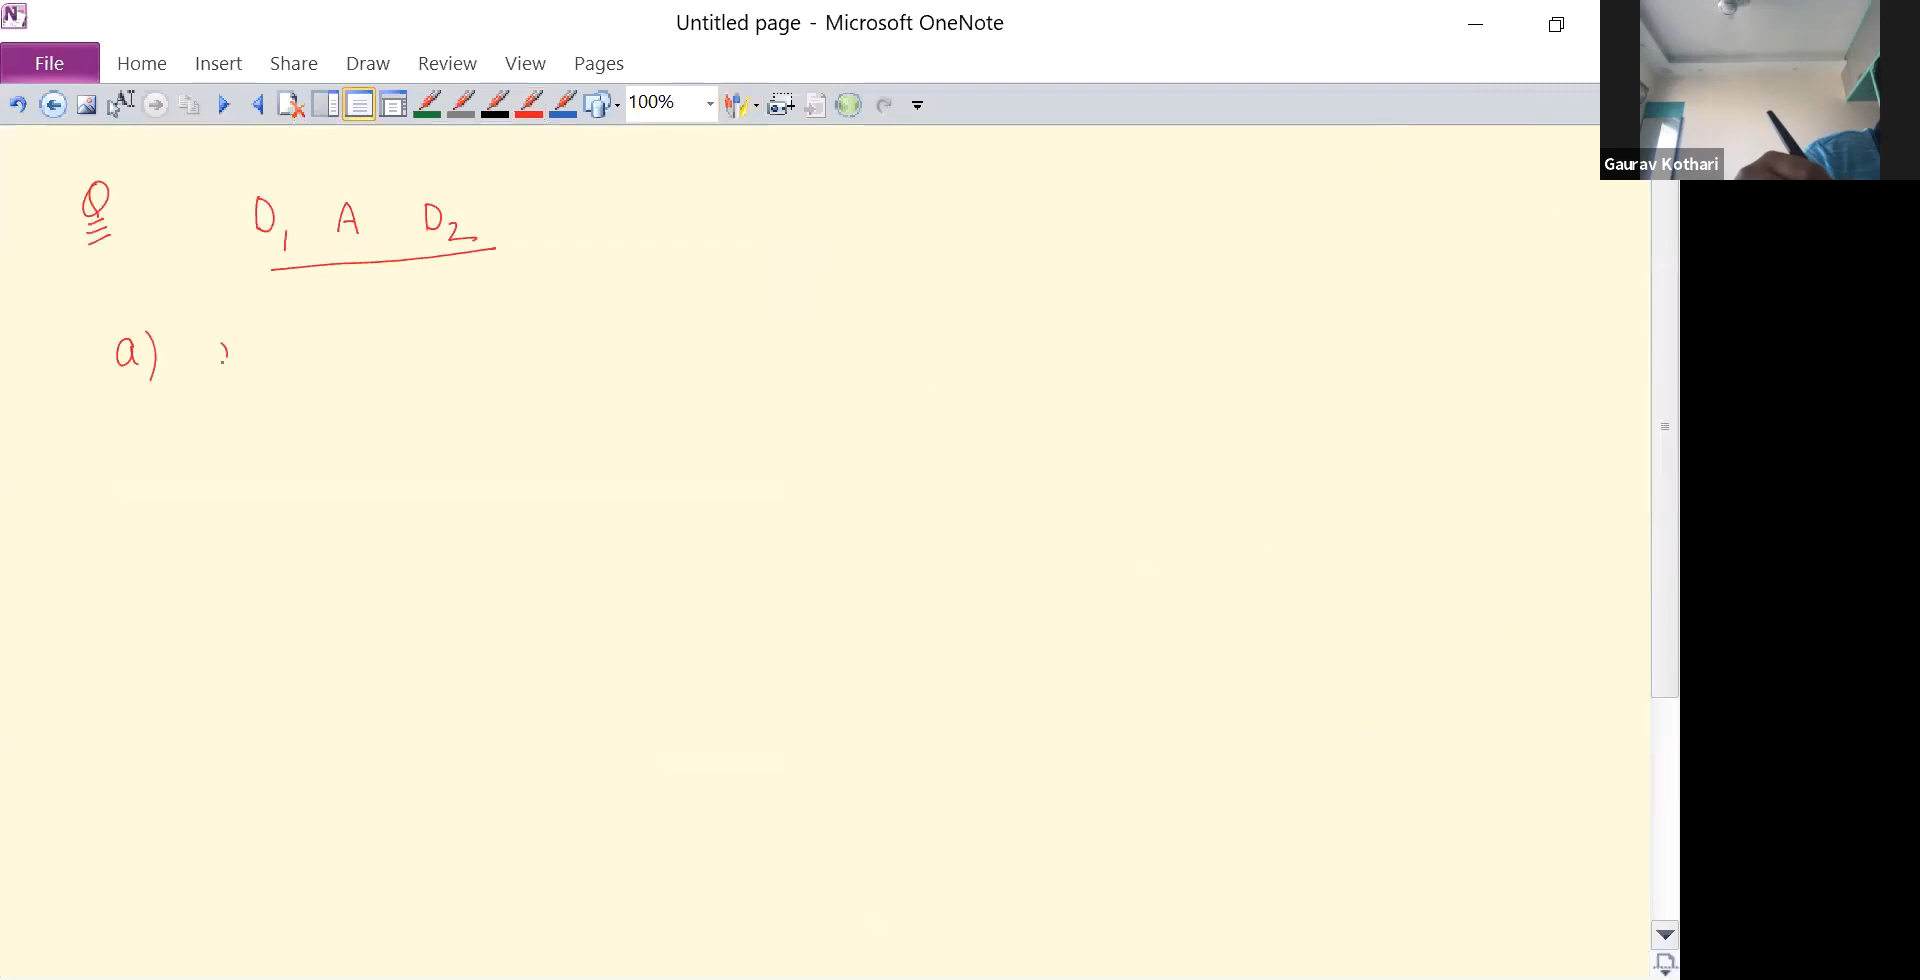 Untitled page - Microsoft OneNote
File Home Insert Share Draw Review View Pages
100%
Gaurav Kothari
Q D₁ A D₂
a)